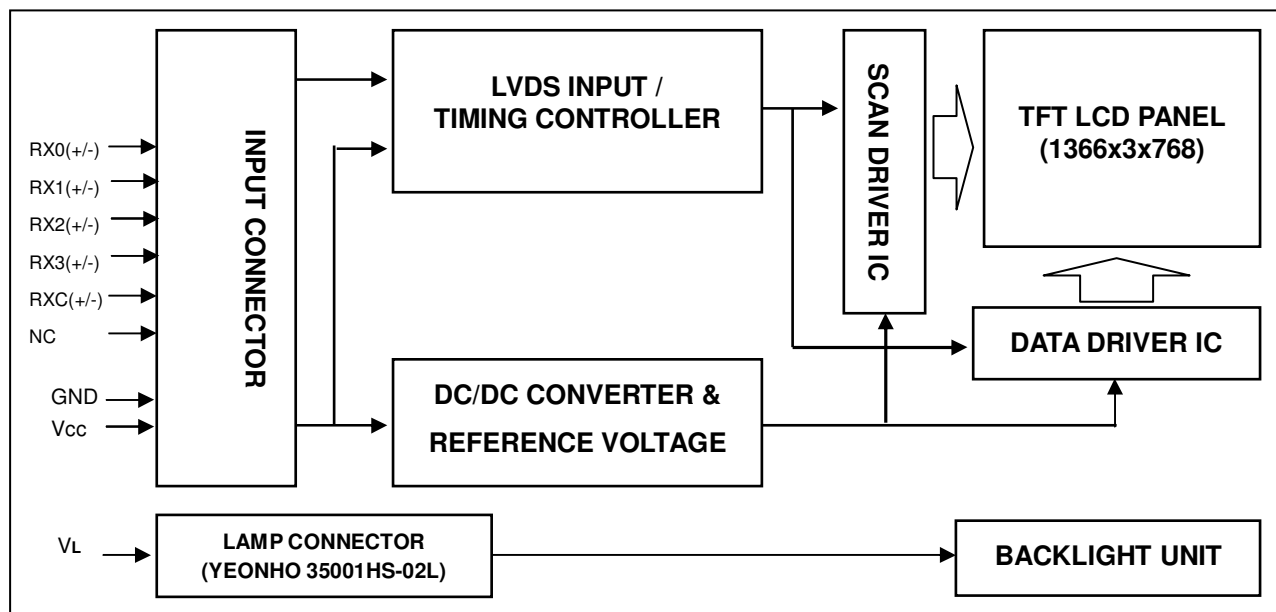 RX0(+/-)
RX1(+/-)
RX2(+/-)
RX3(+/-)
RXC(+/-)
NC
GND
Vcc
INPUT CONNECTOR
LVDS INPUT /
TIMING CONTROLLER
DC/DC CONVERTER &
REFERENCE VOLTAGE
SCAN DRIVER IC
TFT LCD PANEL
(1366x3x768)
DATA DRIVER IC
VL
LAMP CONNECTOR
(YEONHO 35001HS-02L)
BACKLIGHT UNIT